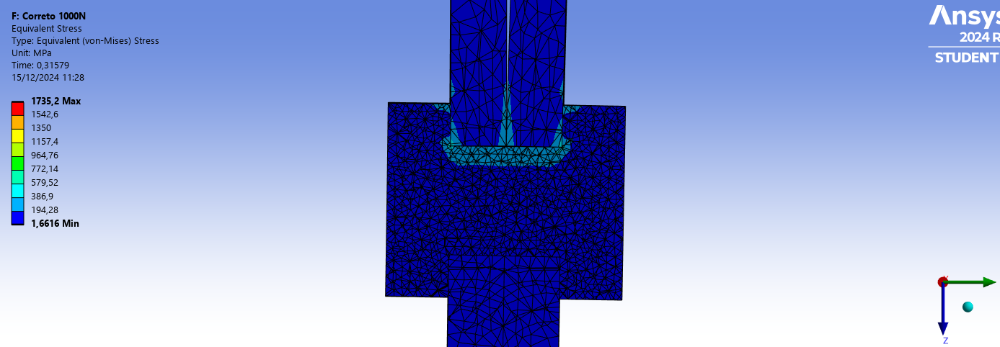 F: Correto 1000N
Equivalent Stress
Type: Equivalent (von-Mises) Stress
Unit: MPa
Time: 0,31579
15/12/2024 11:28
1735,2 Max
1542,6
1350
1157,4
964,76
772,14
579,52
386,9
194,28
1,6616 Min
Ansys
2024 R
STUDENT
Z